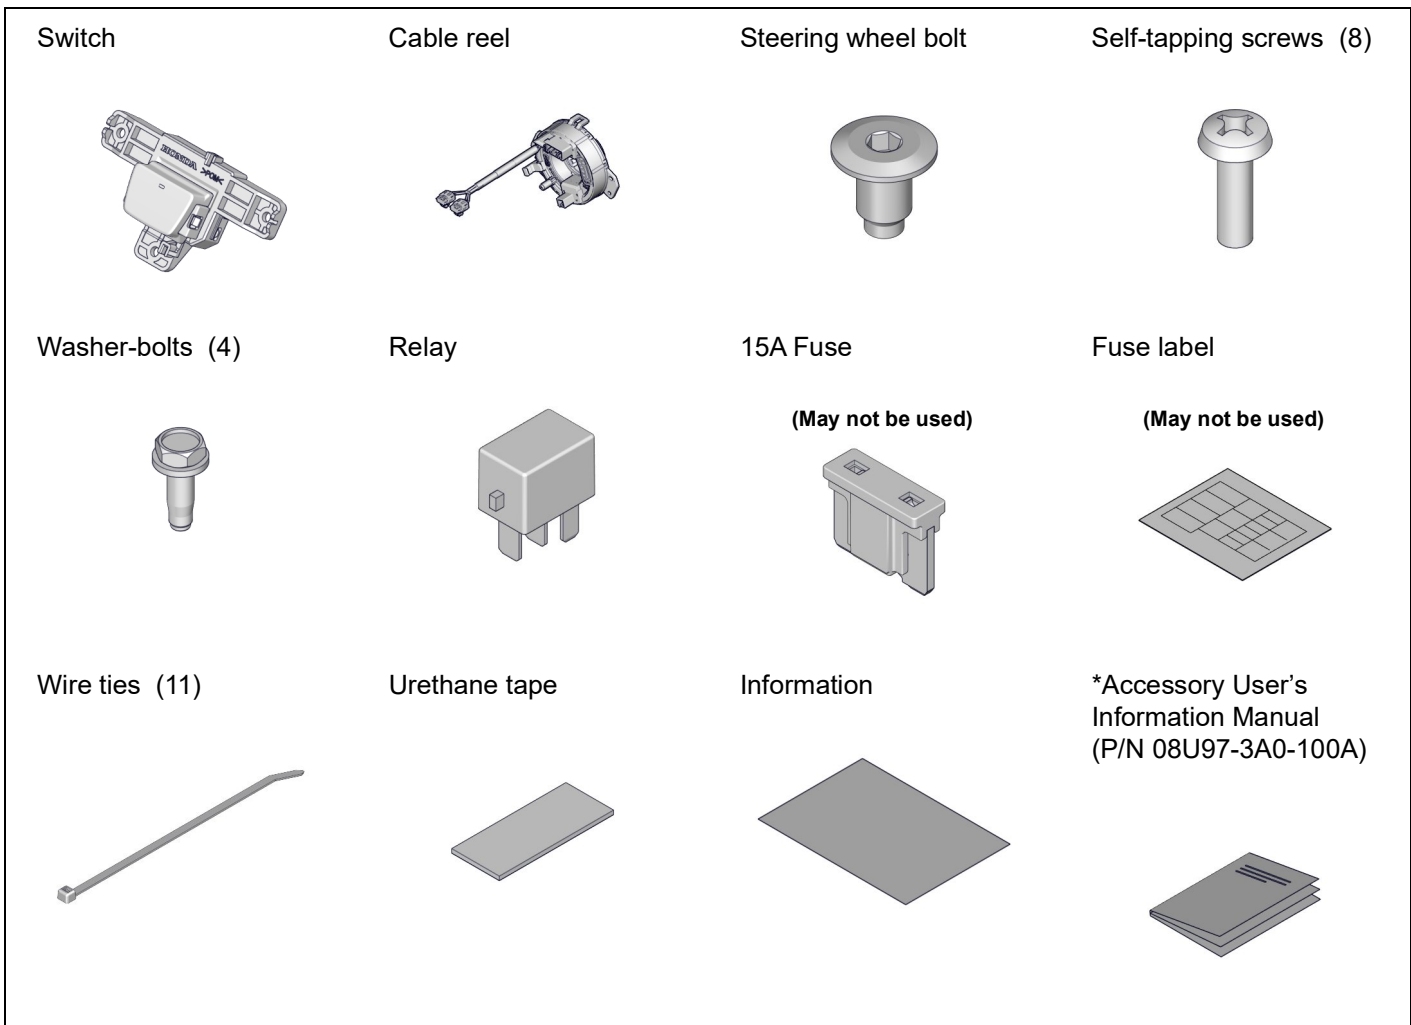 Switch
Cable reel
Steering wheel bolt
Self-tapping screws (8)
HONDA
>POM<
Washer-bolts (4)
Relay
15A Fuse
Fuse label
(May not be used)
(May not be used)
Wire ties (11)
Urethane tape
Information
*Accessory User’s
Information Manual
(P/N 08U97-3A0-100A)